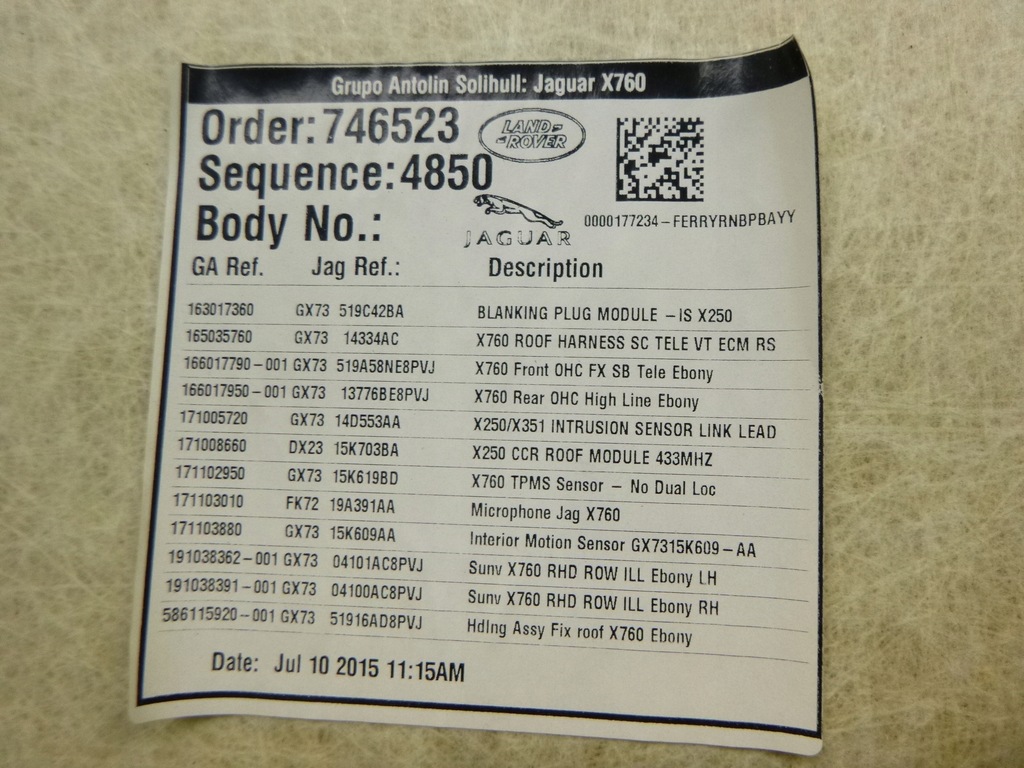 Grupo Antolin Solihull: Jaguar X760
Order: 746523
LAND-
-ROVER
Sequence: 4850
Body No.:
JAGUAR
0000177234-FERRYRNBPBAYY
GA Ref. Jag Ref.: Description
163017360 GX73 519C42BA BLANKING PLUG MODULE -IS X250
165035760 GX73 14334AC X760 ROOF HARNESS SC TELE VT ECM RS
166017790-001 GX73 519A58NE8PVJ X760 Front OHC FX SB Tele Ebony
166017950-001 GX73 13776BE8PVJ X760 Rear OHC High Line Ebony
171005720 GX73 14D553AA X250/X351 INTRUSION SENSOR LINK LEAD
171008660 DX23 15K703BA X250 CCR ROOF MODULE 433MHZ
171102950 GX73 15K619BD X760 TPMS Sensor - No Dual Loc
171103010 FK72 19A391AA Microphone Jag X760
171103880 GX73 15K609AA Interior Motion Sensor GX7315K609-AA
191038362-001 GX73 04101AC8PVJ Sunv X760 RHD ROW ILL Ebony LH
191038391-001 GX73 04100AC8PVJ Sunv X760 RHD ROW ILL Ebony RH
586115920-001 GX73 51916AD8PVJ Hdlng Assy Fix roof X760 Ebony
Date: Jul 10 2015 11:15AM